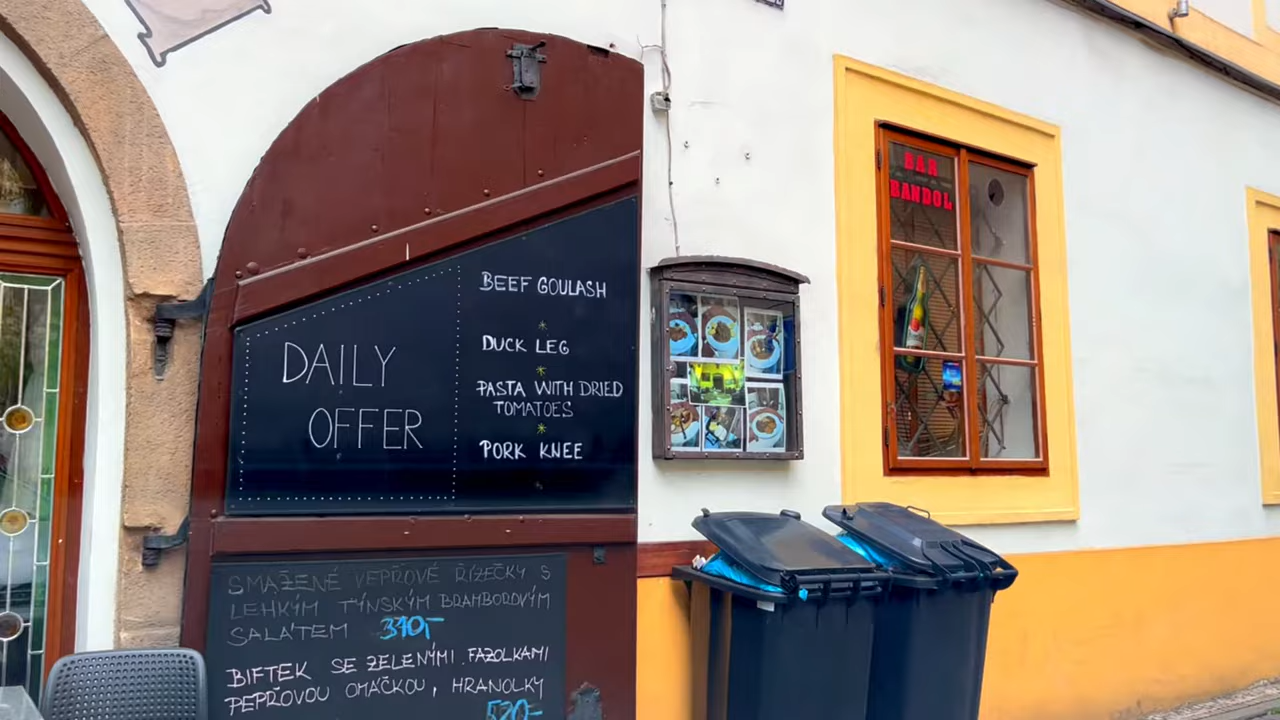 DAILY
OFFER
BEEF GOULASH
DUCK LEG
PASTA WITH DRIED
TOMATOES
PORK KNEE
SMAŽENÉ VEPŘOVÉ ŘÍZEČKY S
LEHKÝM TÝNSKÝM BRAMBOROVÝM
SALÁTEM 310,-
BIFTEK SE ZELENÝMI FAZOLKAMI
PEPŘOVOU OMÁČKOU, HRANOLKY
520-
BAR
BANDOL